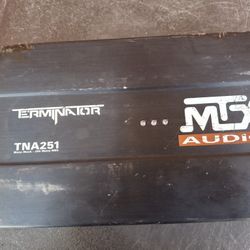 TERMINATOR
MTX
AUDIO
TNA251